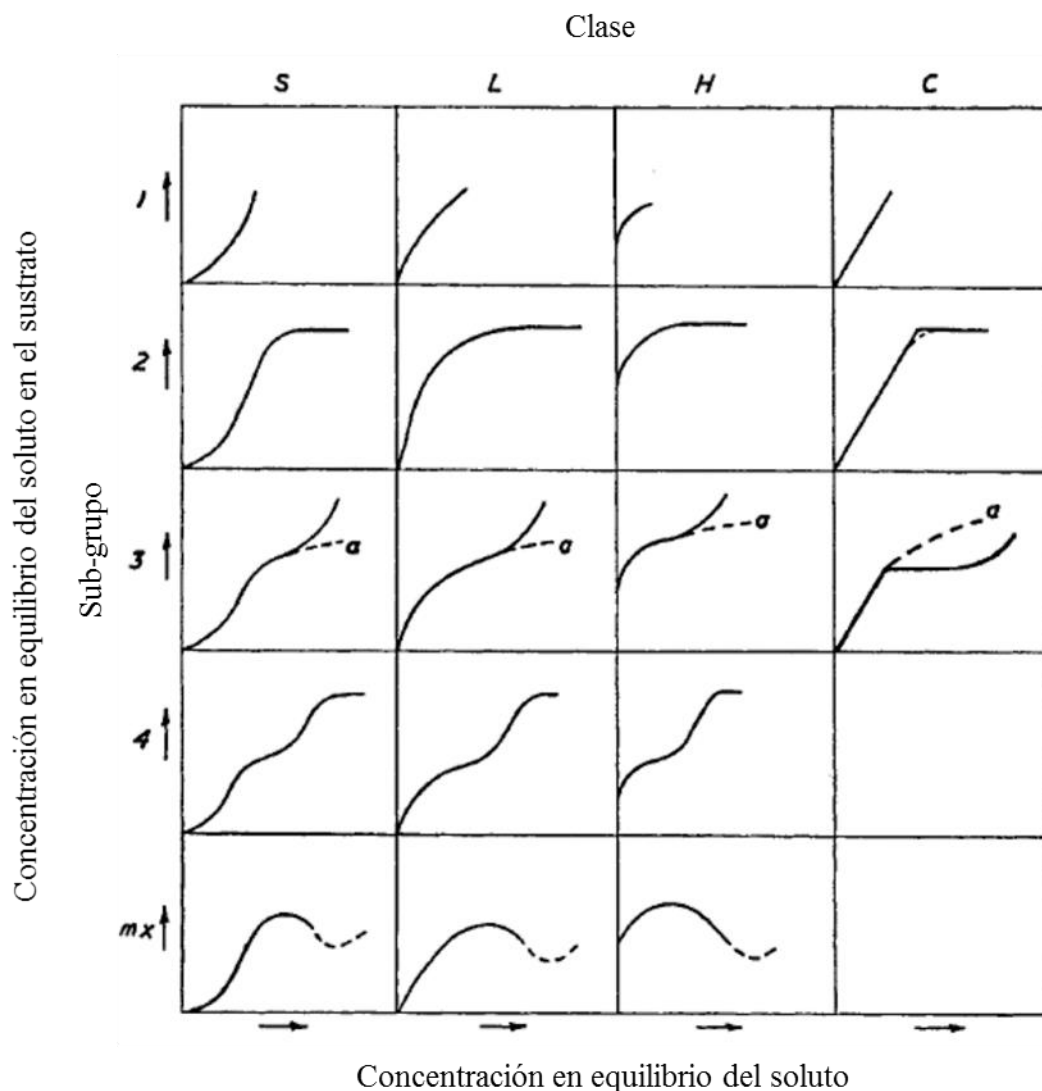 Clase
S L H C
Concentración en equilibrio del soluto en el sustrato
Sub-grupo
1
2
3
a a a a
4
mx
Concentración en equilibrio del soluto